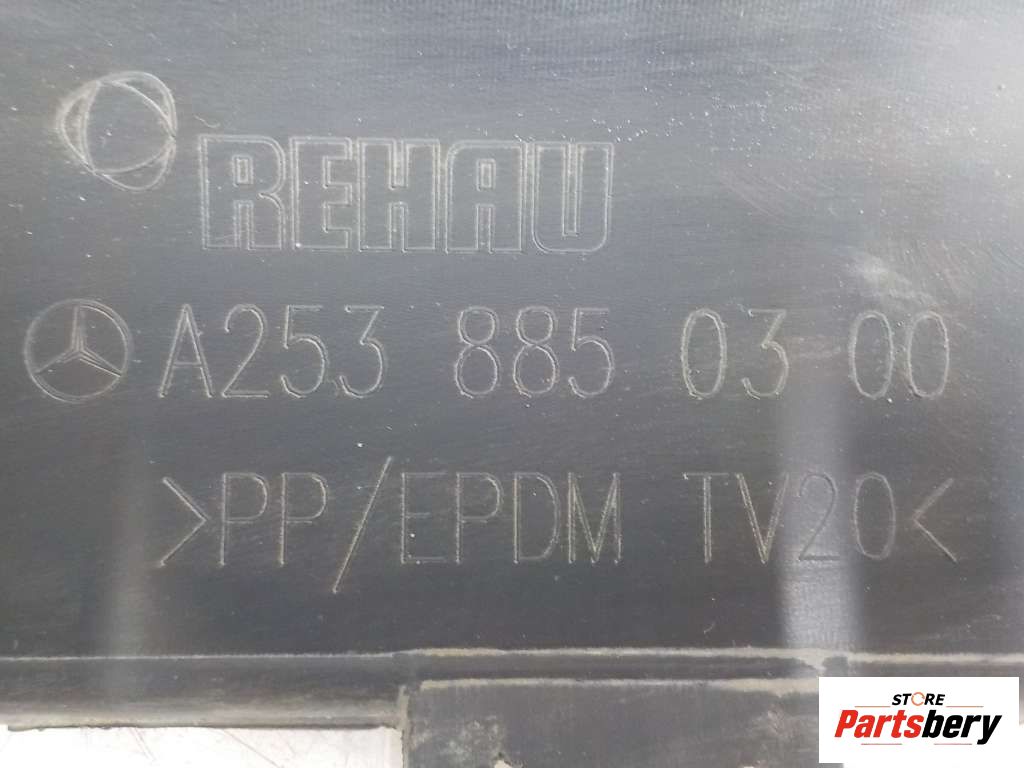 REHAU
A253 885 03 00
>PP/EPDM TV20<
STORE
Partsbery